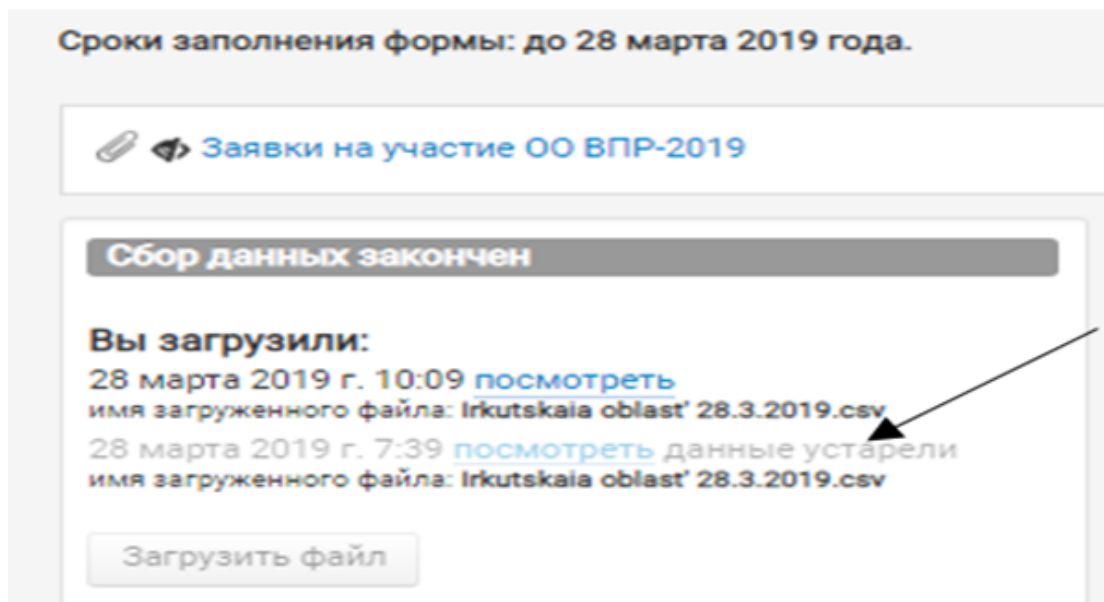 Сроки заполнения формы: до 28 марта 2019 года.
Заявки на участие ОО ВПР-2019
Сбор данных закончен
Вы загрузили:
28 марта 2019 г. 10:09 посмотреть
имя загруженного файла: Irkutskaia oblast' 28.3.2019.csv
28 марта 2019 г. 7:39 посмотреть данные устарели
имя загруженного файла: Irkutskaia oblast' 28.3.2019.csv
Загрузить файл